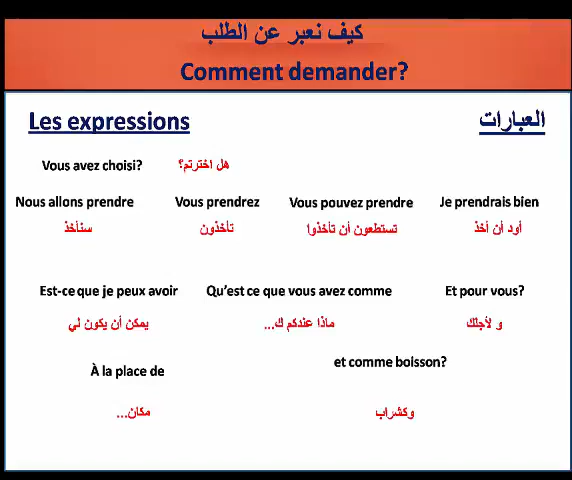 كيف نعبر عن الطلب
Comment demander?
Les expressions العبارات
Vous avez choisi? هل اخترتم؟
Nous allons prendre Vous prendrez Vous pouvez prendre Je prendrais bien
سنأخذ تأخذون تستطعون أن تأخذوا أود أن أخذ
Est-ce que je peux avoir Qu'est ce que vous avez comme Et pour vous?
يمكن أن يكون لي ماذا عندكم ك... و لأجلك
À la place de et comme boisson?
مكان... وكشراب